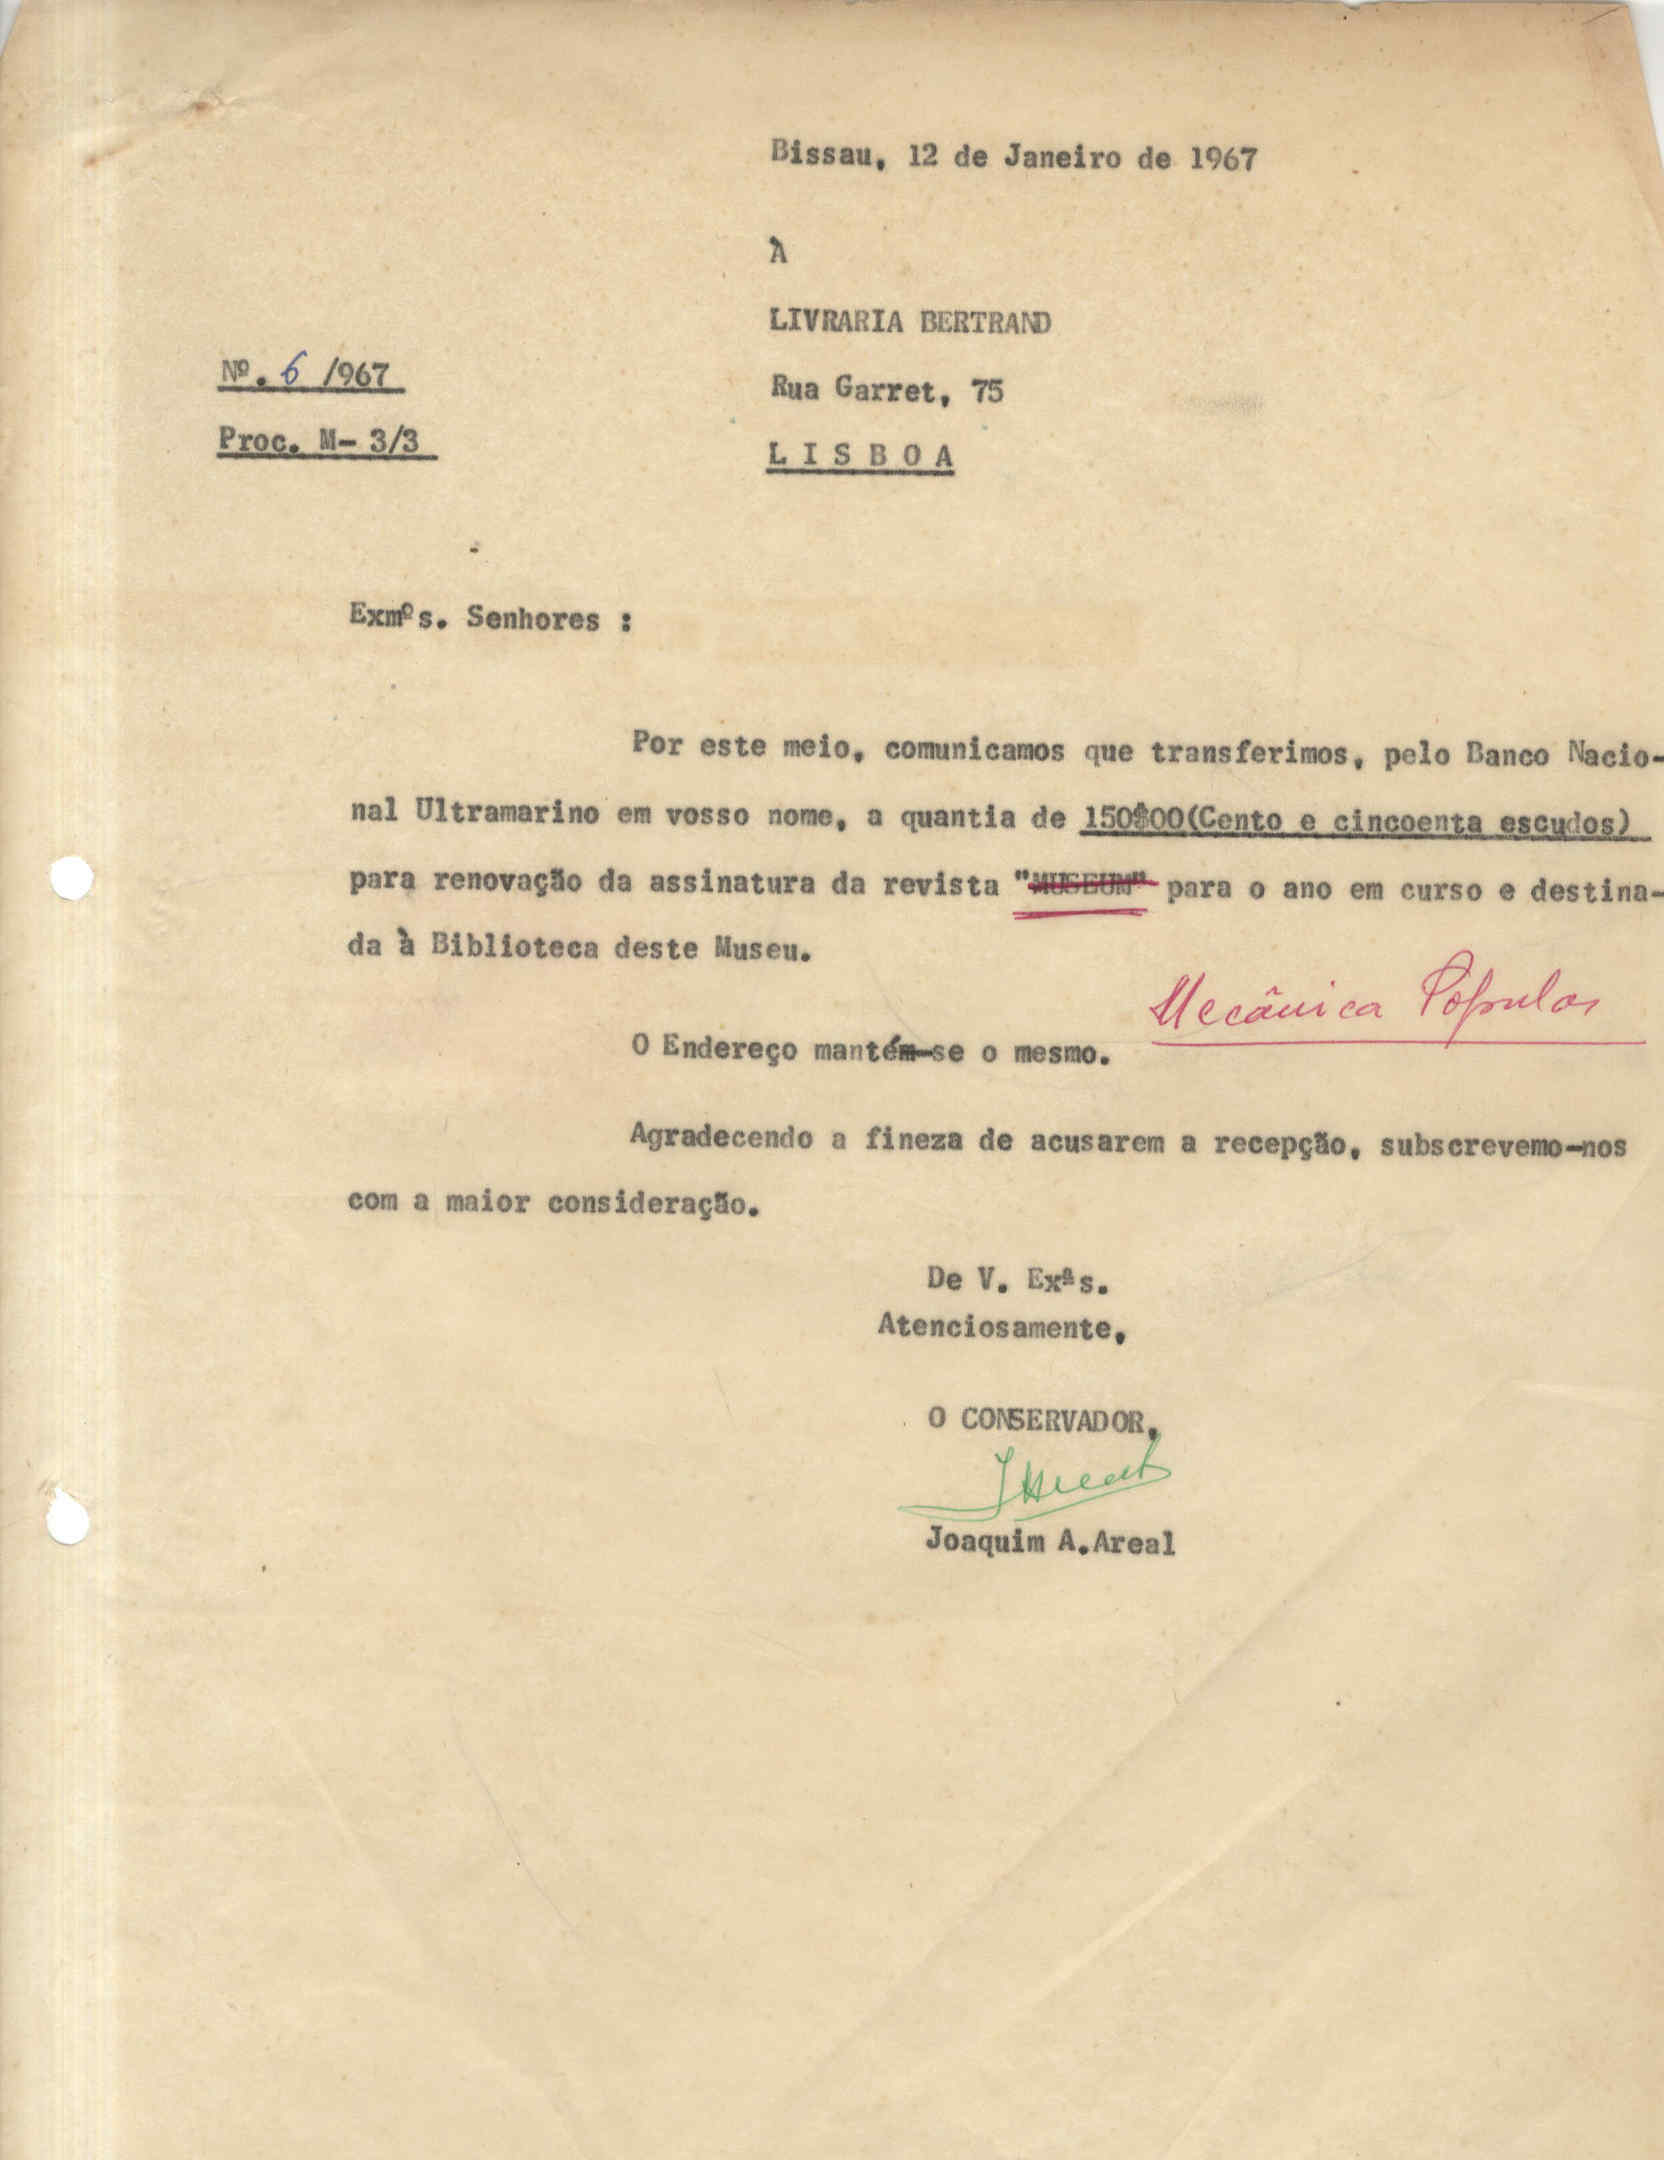 Bissau, 12 de Janeiro de 1967
À
LIVRARIA BERTRAND
Nº. 6 /967
Rua Garret, 75
Proc. M- 3/3
L I S B O A
Exmºs. Senhores :
Por este meio, comunicamos que transferimos, pelo Banco Nacio-
nal Ultramarino em vosso nome, a quantia de 150$00(Cento e cincoenta escudos)
para renovação da assinatura da revista "MUSEUM" para o ano em curso e destina-
da à Biblioteca deste Museu.
Mecânica Popular
O Endereço mantém-se o mesmo.
Agradecendo a fineza de acusarem a recepção, subscrevemo-nos
com a maior consideração.
De V. Exªs.
Atenciosamente,
O CONSERVADOR,
JAreal
Joaquim A.Areal